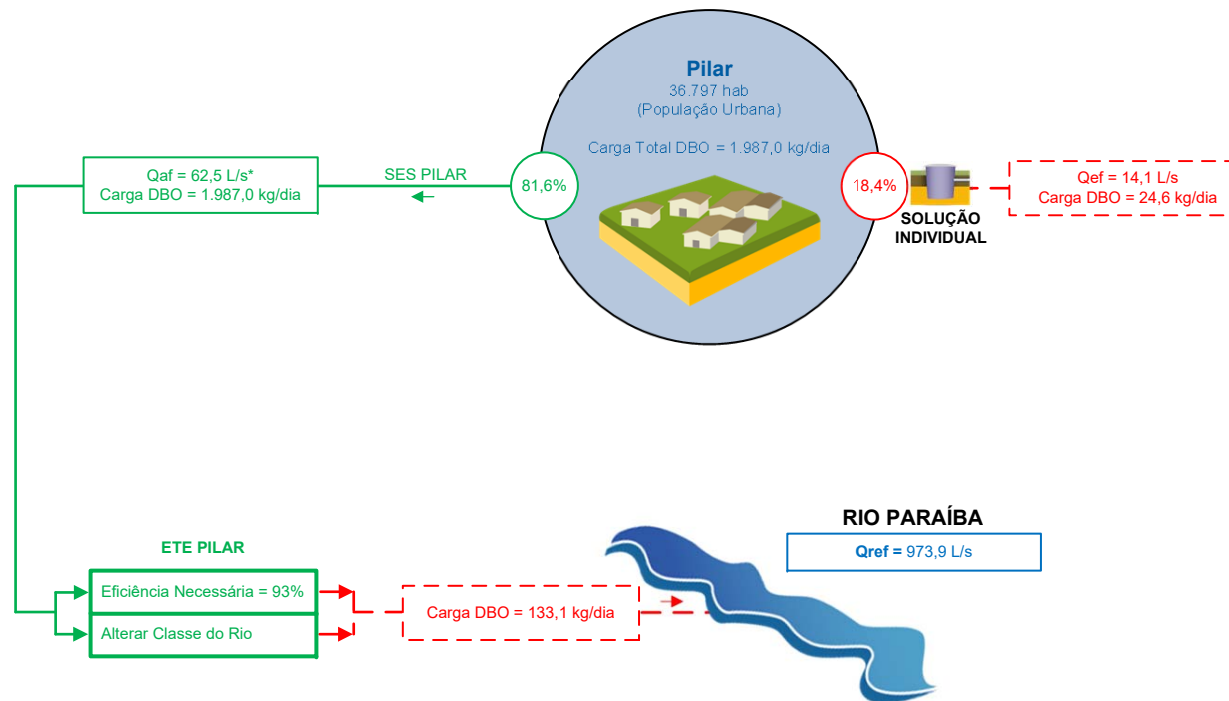 Pilar
36.797 hab
(População Urbana)
Carga Total DBO = 1.987,0 kg/dia
Qaf = 62,5 L/s*
Carga DBO = 1.987,0 kg/dia
SES PILAR
81,6%
18,4%
SOLUÇÃO
INDIVIDUAL
Qef = 14,1 L/s
Carga DBO = 24,6 kg/dia
RIO PARAÍBA
Qref = 973,9 L/s
ETE PILAR
Eficiência Necessária = 93%
Alterar Classe do Rio
Carga DBO = 133,1 kg/dia